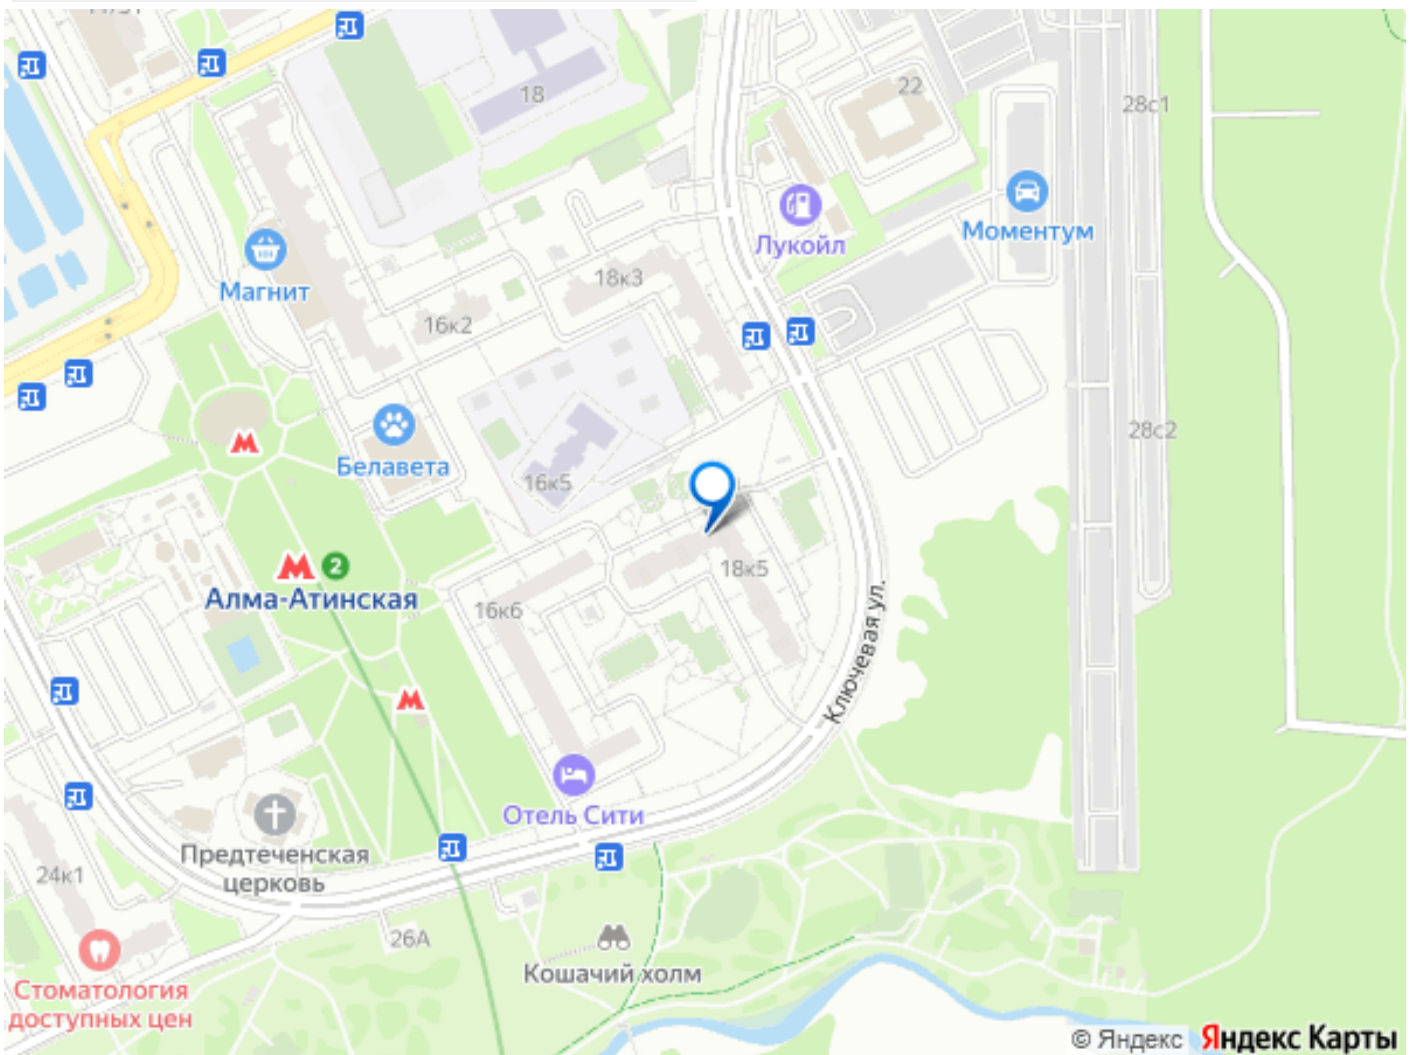 18
22
28с1
Моментум
Лукойл
Магнит
18к3
16к2
28с2
Белавета
16к5
2
Алма-Атинская
18к5
16к6
Ключевая ул.
Отель Сити
Предтеченская
церковь
24к1
26А
Кошачий холм
Стоматология
доступных цен
© Яндекс Яндекс Карты